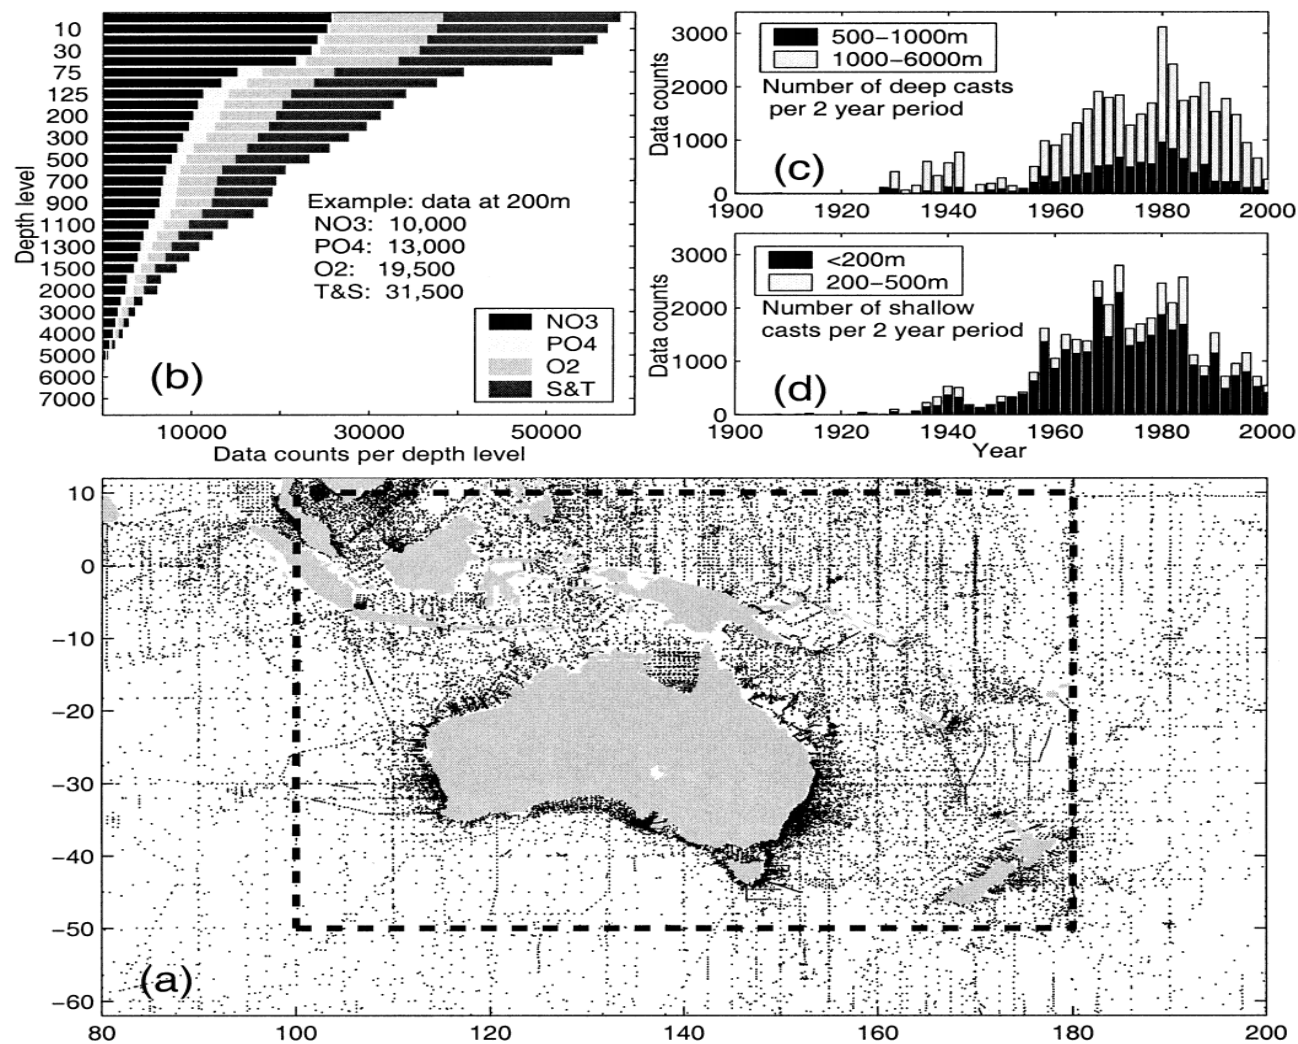 10
30
75
125
200
300
500
700
900
1100
1300
1500
2000
3000
4000
5000
6000
7000
Depth level
Example: data at 200m
NO3: 10,000
PO4: 13,000
O2: 19,500
T&S: 31,500
NO3
PO4
O2
S&T
(b)
10000 30000 50000
Data counts per depth level
3000
2000
1000
0
Data counts
500-1000m
1000-6000m
Number of deep casts
per 2 year period
(c)
1900 1920 1940 1960 1980 2000
3000
2000
1000
0
Data counts
<200m
200-500m
Number of shallow
casts per 2 year period
(d)
1900 1920 1940 1960 1980 2000
Year
10
0
-10
-20
-30
-40
-50
-60
(a)
80 100 120 140 160 180 200